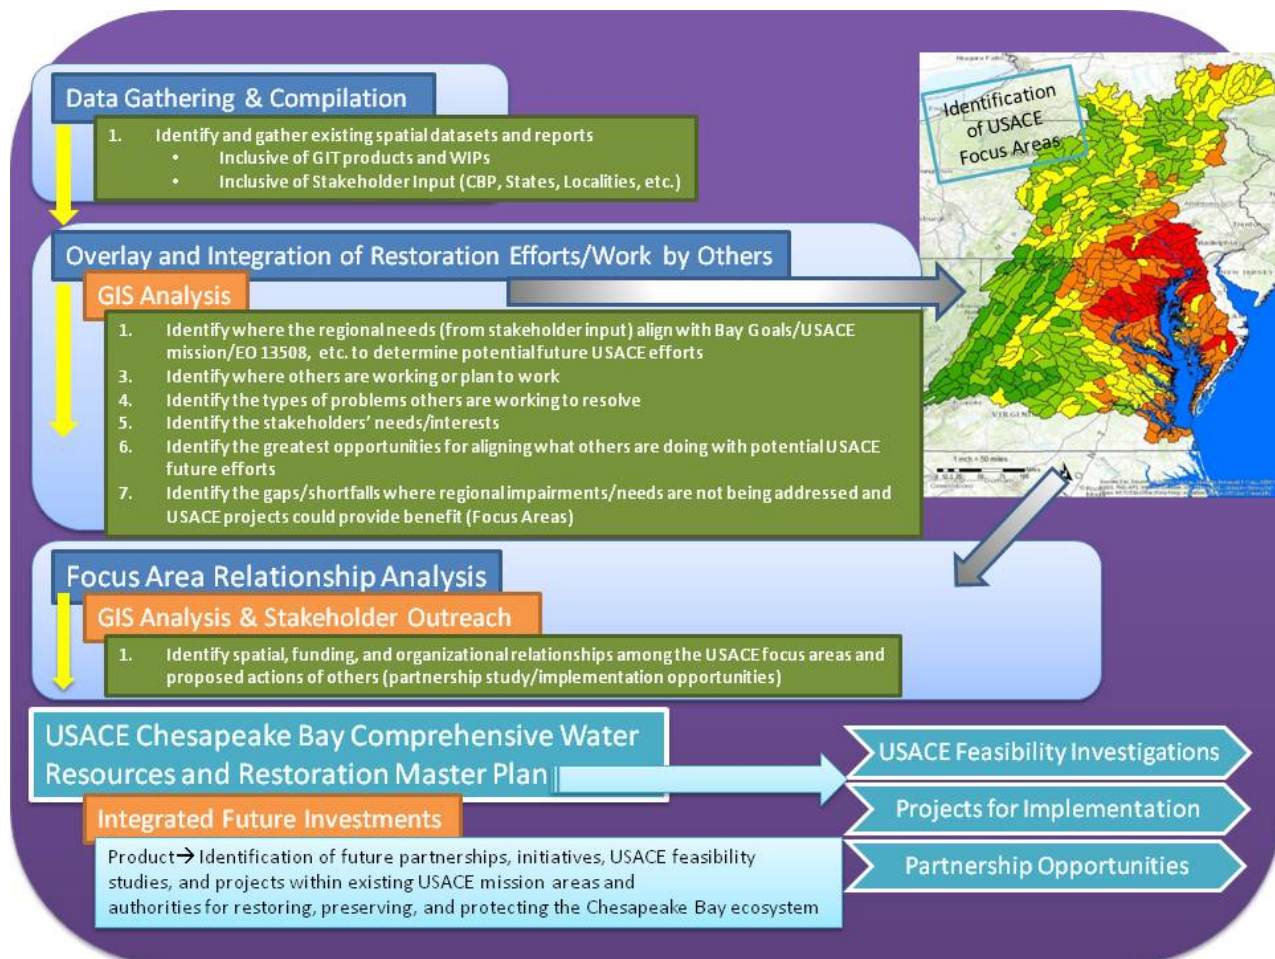 Data Gathering & Compilation
1. Identify and gather existing spatial datasets and reports
• Inclusive of GIT products and WIPs
• Inclusive of Stakeholder Input (CBP, States, Localities, etc.)
Identification
of USACE
Focus Areas
Overlay and Integration of Restoration Efforts/Work by Others
GIS Analysis
1. Identify where the regional needs (from stakeholder input) align with Bay Goals/USACE
mission/EO 13508, etc. to determine potential future USACE efforts
3. Identify where others are working or plan to work
4. Identify the types of problems others are working to resolve
5. Identify the stakeholders' needs/interests
6. Identify the greatest opportunities for aligning what others are doing with potential USACE
future efforts
7. Identify the gaps/shortfalls where regional impairments/needs are not being addressed and
USACE projects could provide benefit (Focus Areas)
1 inch = 50 miles
Focus Area Relationship Analysis
GIS Analysis & Stakeholder Outreach
1. Identify spatial, funding, and organizational relationships among the USACE focus areas and
proposed actions of others (partnership study/implementation opportunities)
USACE Chesapeake Bay Comprehensive Water
Resources and Restoration Master Plan
Integrated Future Investments
Product→ Identification of future partnerships, initiatives, USACE feasibility
studies, and projects within existing USACE mission areas and
authorities for restoring, preserving, and protecting the Chesapeake Bay ecosystem
USACE Feasibility Investigations
Projects for Implementation
Partnership Opportunities